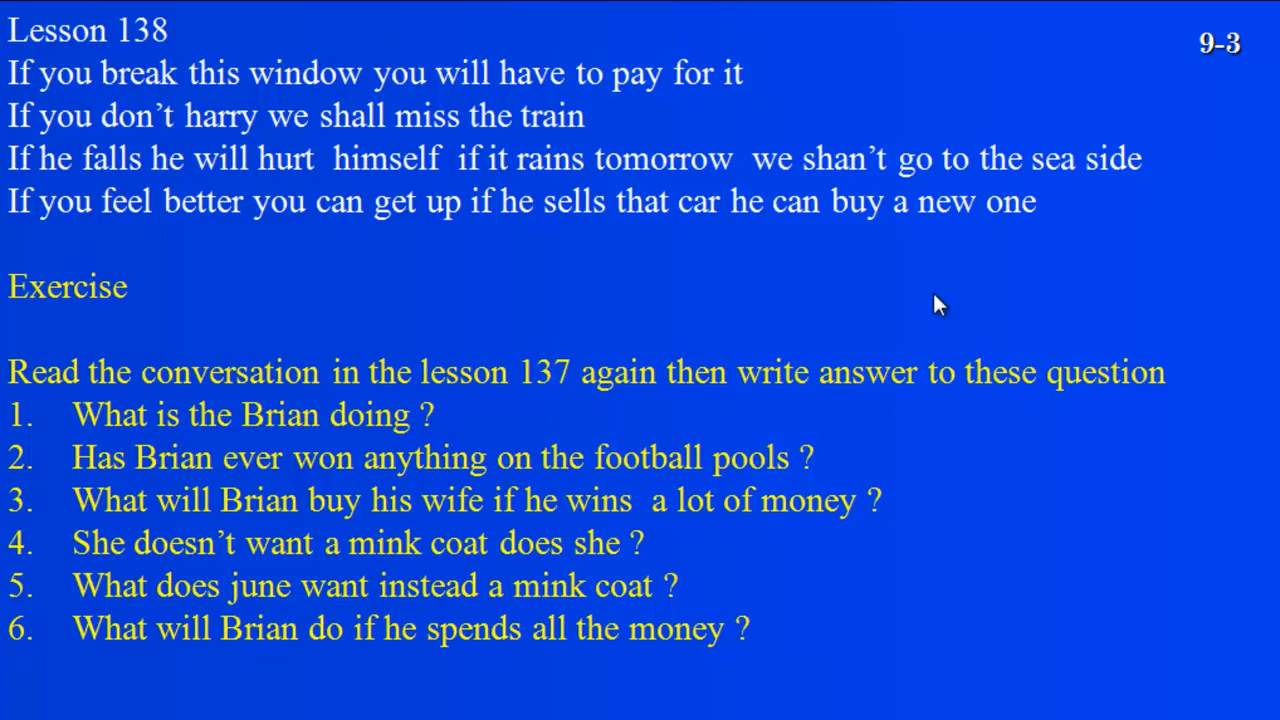 Lesson 138
9-3
If you break this window you will have to pay for it
If you don’t harry we shall miss the train
If he falls he will hurt  himself  if it rains tomorrow  we shan’t go to the sea side
If you feel better you can get up if he sells that car he can buy a new one
Exercise
Read the conversation in the lesson 137 again then write answer to these question
1. What is the Brian doing ?
2. Has Brian ever won anything on the football pools ?
3. What will Brian buy his wife if he wins  a lot of money ?
4. She doesn’t want a mink coat does she ?
5. What does june want instead a mink coat ?
6. What will Brian do if he spends all the money ?